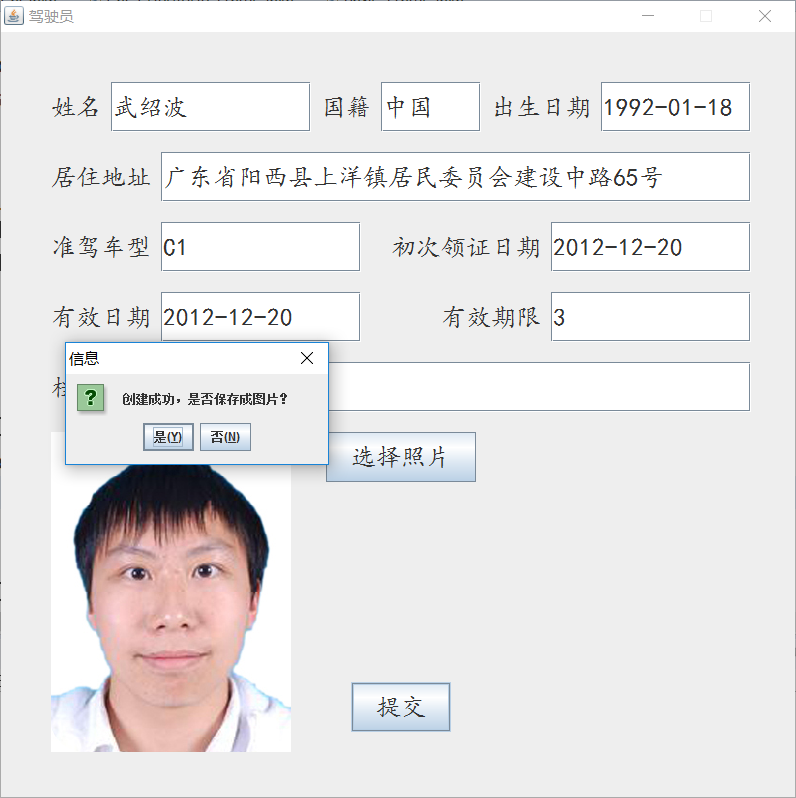 驾驶员
姓名 武绍波 国籍 中国 出生日期 1992-01-18
居住地址 广东省阳西县上洋镇居民委员会建设中路65号
准驾车型 C1 初次领证日期 2012-12-20
有效日期 2012-12-20 有效期限 3
信息
创建成功，是否保存成图片?
是(Y) 否(N)
选择照片
提交